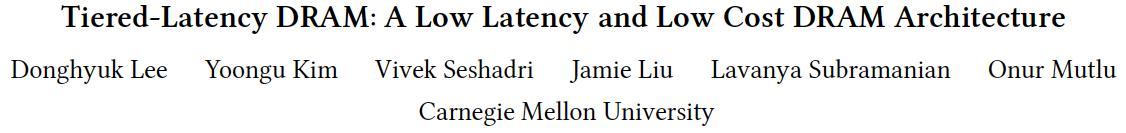 Tiered-Latency DRAM: A Low Latency and Low Cost DRAM Architecture
Donghyuk Lee Yoongu Kim Vivek Seshadri Jamie Liu Lavanya Subramanian Onur Mutlu
Carnegie Mellon University